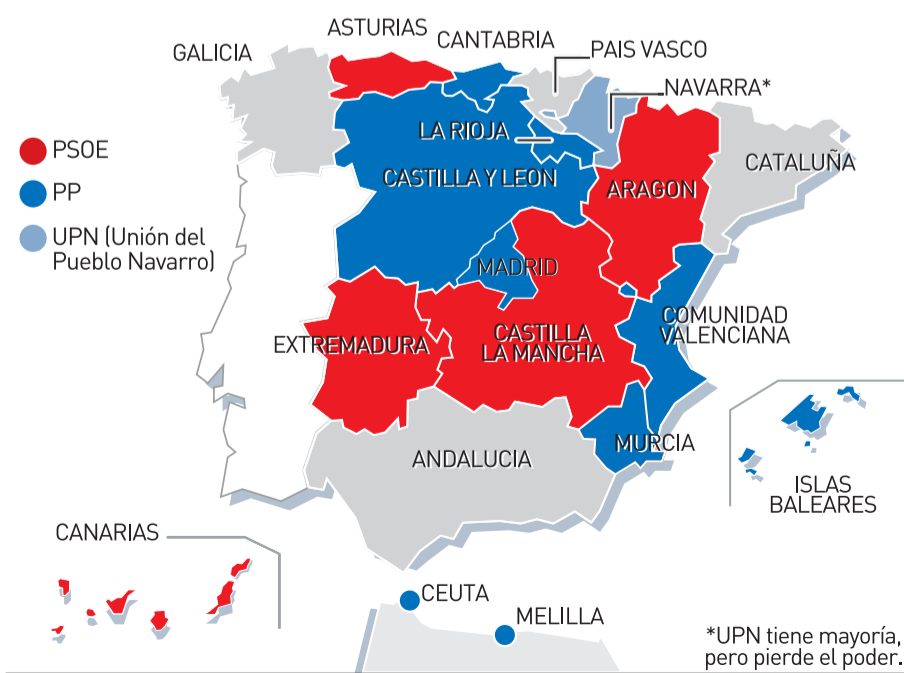 ASTURIAS
CANTABRIA
GALICIA
PAIS VASCO
NAVARRA*
LA RIOJA
PSOE
CATALUÑA
CASTILLA Y LEON
PP
ARAGON
UPN (Unión del
Pueblo Navarro)
MADRID
COMUNIDAD
VALENCIANA
EXTREMADURA
CASTILLA
LA MANCHA
MURCIA
ANDALUCIA
ISLAS
BALEARES
CANARIAS
CEUTA
MELILLA
*UPN tiene mayoría,
pero pierde el poder.